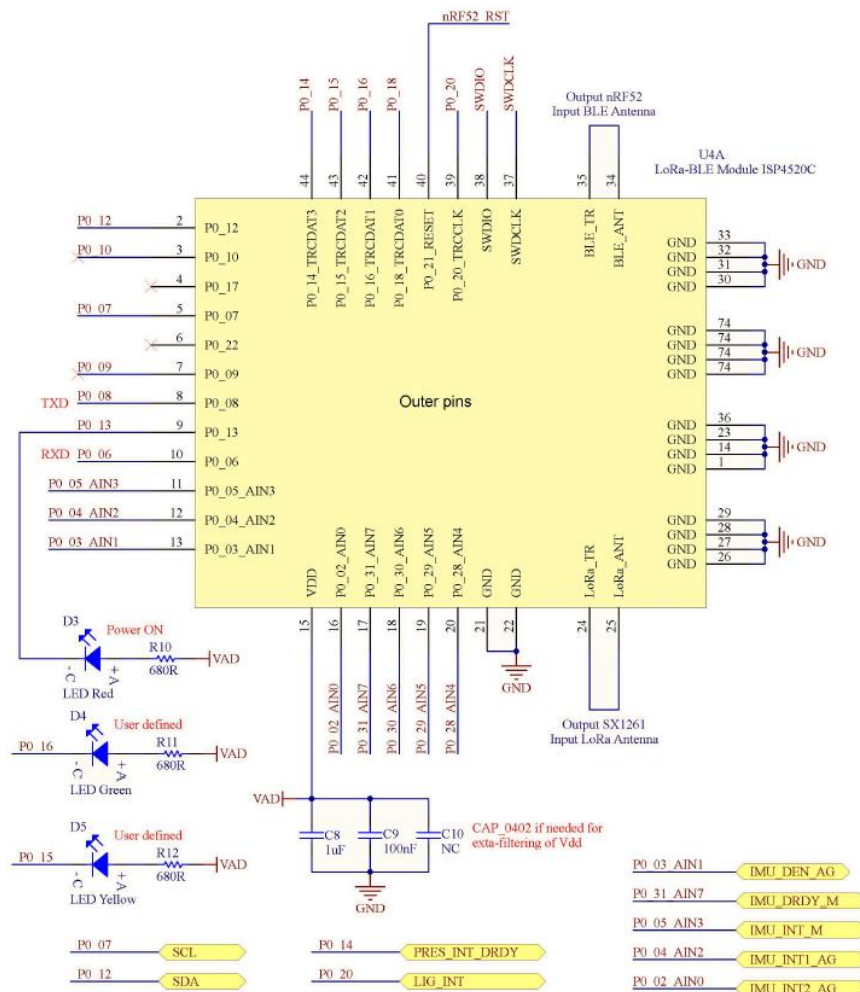 nRF52_RST
P0_14
P0_15
P0_16
P0_18
P0_20
SWDIO
SWDCLK
Output nRF52
Input BLE Antenna
U4A
LoRa-BLE Module ISP4520C
44
43
42
41
40
39
38
37
35
34
P0_14_TRCDAT3
P0_15_TRCDAT2
P0_16_TRCDAT1
P0_18_TRCDAT0
P0_21_RESET
P0_20_TRCCLK
SWDIO
SWDCLK
BLE_TR
BLE_ANT
P0_12 2 P0_12
P0_10 3 P0_10
4 P0_17
P0_07 5 P0_07
6 P0_22
P0_09 7 P0_09
TXD P0_08 8 P0_08
P0_13 9 P0_13
RXD P0_06 10 P0_06
P0_05_AIN3 11 P0_05_AIN3
P0_04_AIN2 12 P0_04_AIN2
P0_03_AIN1 13 P0_03_AIN1
Outer pins
GND 33
GND 32
GND 31
GND 30
GND
GND 74
GND 74
GND 74
GND 74
GND
GND 36
GND 23
GND 14
GND 1
GND
GND 29
GND 28
GND 27
GND 26
GND
VDD
P0_02_AIN0
P0_31_AIN7
P0_30_AIN6
P0_29_AIN5
P0_28_AIN4
GND
GND
LoRa_TR
LoRa_ANT
15
16
17
18
19
20
21
22
24
25
P0_02_AIN0
P0_31_AIN7
P0_30_AIN6
P0_29_AIN5
P0_28_AIN4
GND
Output SX1261
Input LoRa Antenna
D3
Power ON
R10
680R
VAD
- C
+ A
LED Red
D4
User defined
P0_16
R11
680R
VAD
- C
+ A
LED Green
D5
User defined
P0_15
R12
680R
VAD
- C
+ A
LED Yellow
VAD
C8
1uF
C9
100nF
C10
NC
CAP_0402 if needed for
exta-filtering of Vdd
GND
P0_07 SCL
P0_12 SDA
P0_14 PRES_INT_DRDY
P0_20 LIG_INT
P0_03_AIN1 IMU_DEN_AG
P0_31_AIN7 IMU_DRDY_M
P0_05_AIN3 IMU_INT_M
P0_04_AIN2 IMU_INT1_AG
P0_02_AIN0 IMU_INT2_AG